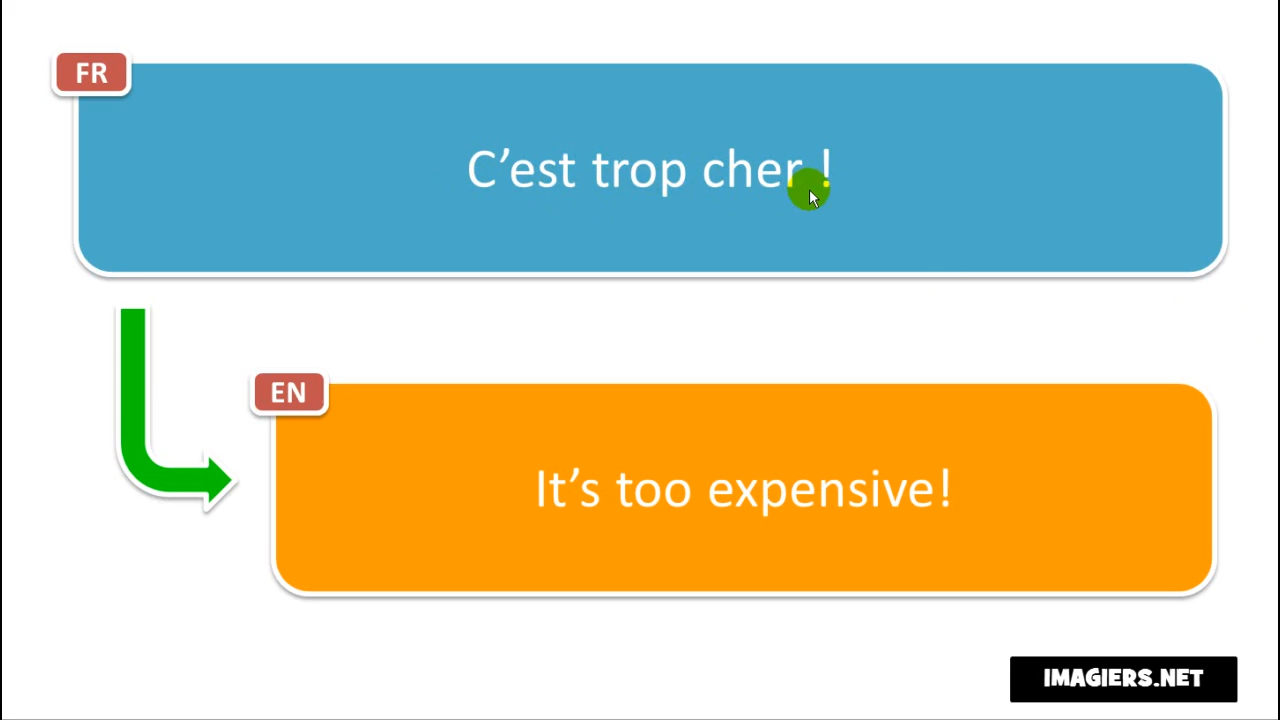 FR
C’est trop cher !
EN
It’s too expensive!
IMAGIERS.NET